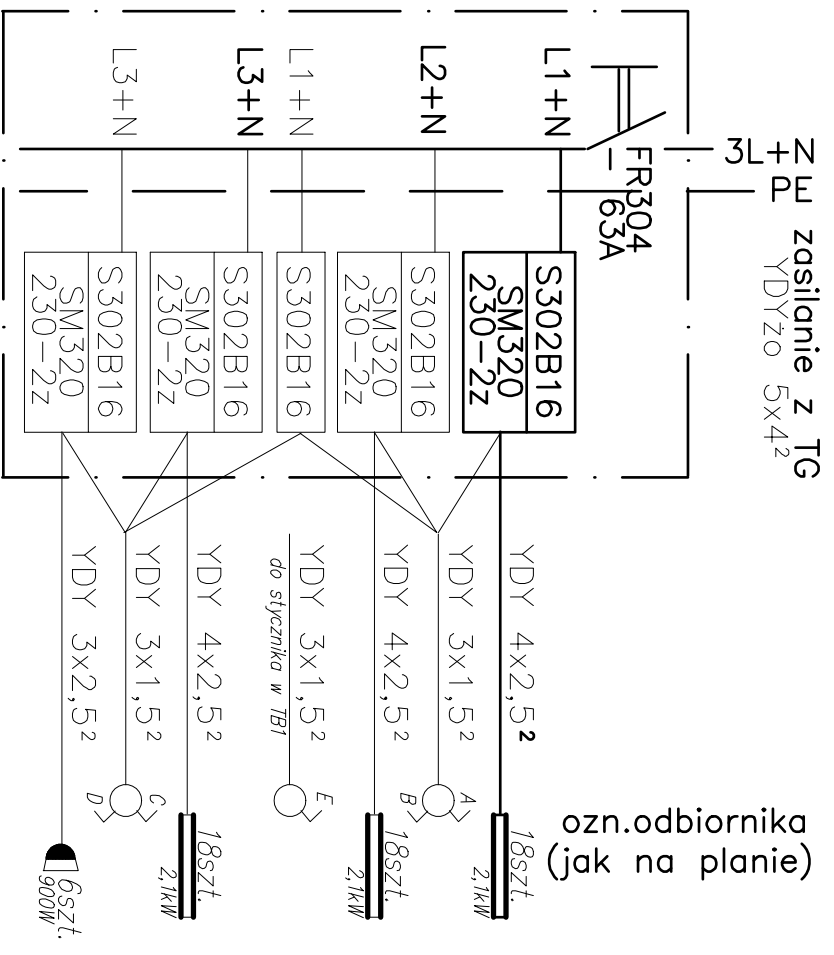 3L+N
PE
zasilanie z TG
YDYżo 5x4²
FR304
63A
L1+N
L2+N
L1+N
L3+N
L3+N
S302B16
SM320
230-2z
S302B16
SM320
230-2z
S302B16
S302B16
SM320
230-2z
S302B16
SM320
230-2z
YDY 4x2,5²
YDY 3x1,5²
YDY 4x2,5²
YDY 3x1,5²
do stycznika w TB1
YDY 4x2,5²
YDY 3x1,5²
YDY 3x2,5²
ozn.odbiornika
(jak na planie)
18szt.
2,1kW
A
B
18szt.
2,1kW
E
18szt.
2,1kW
C
D
6szt.
900W